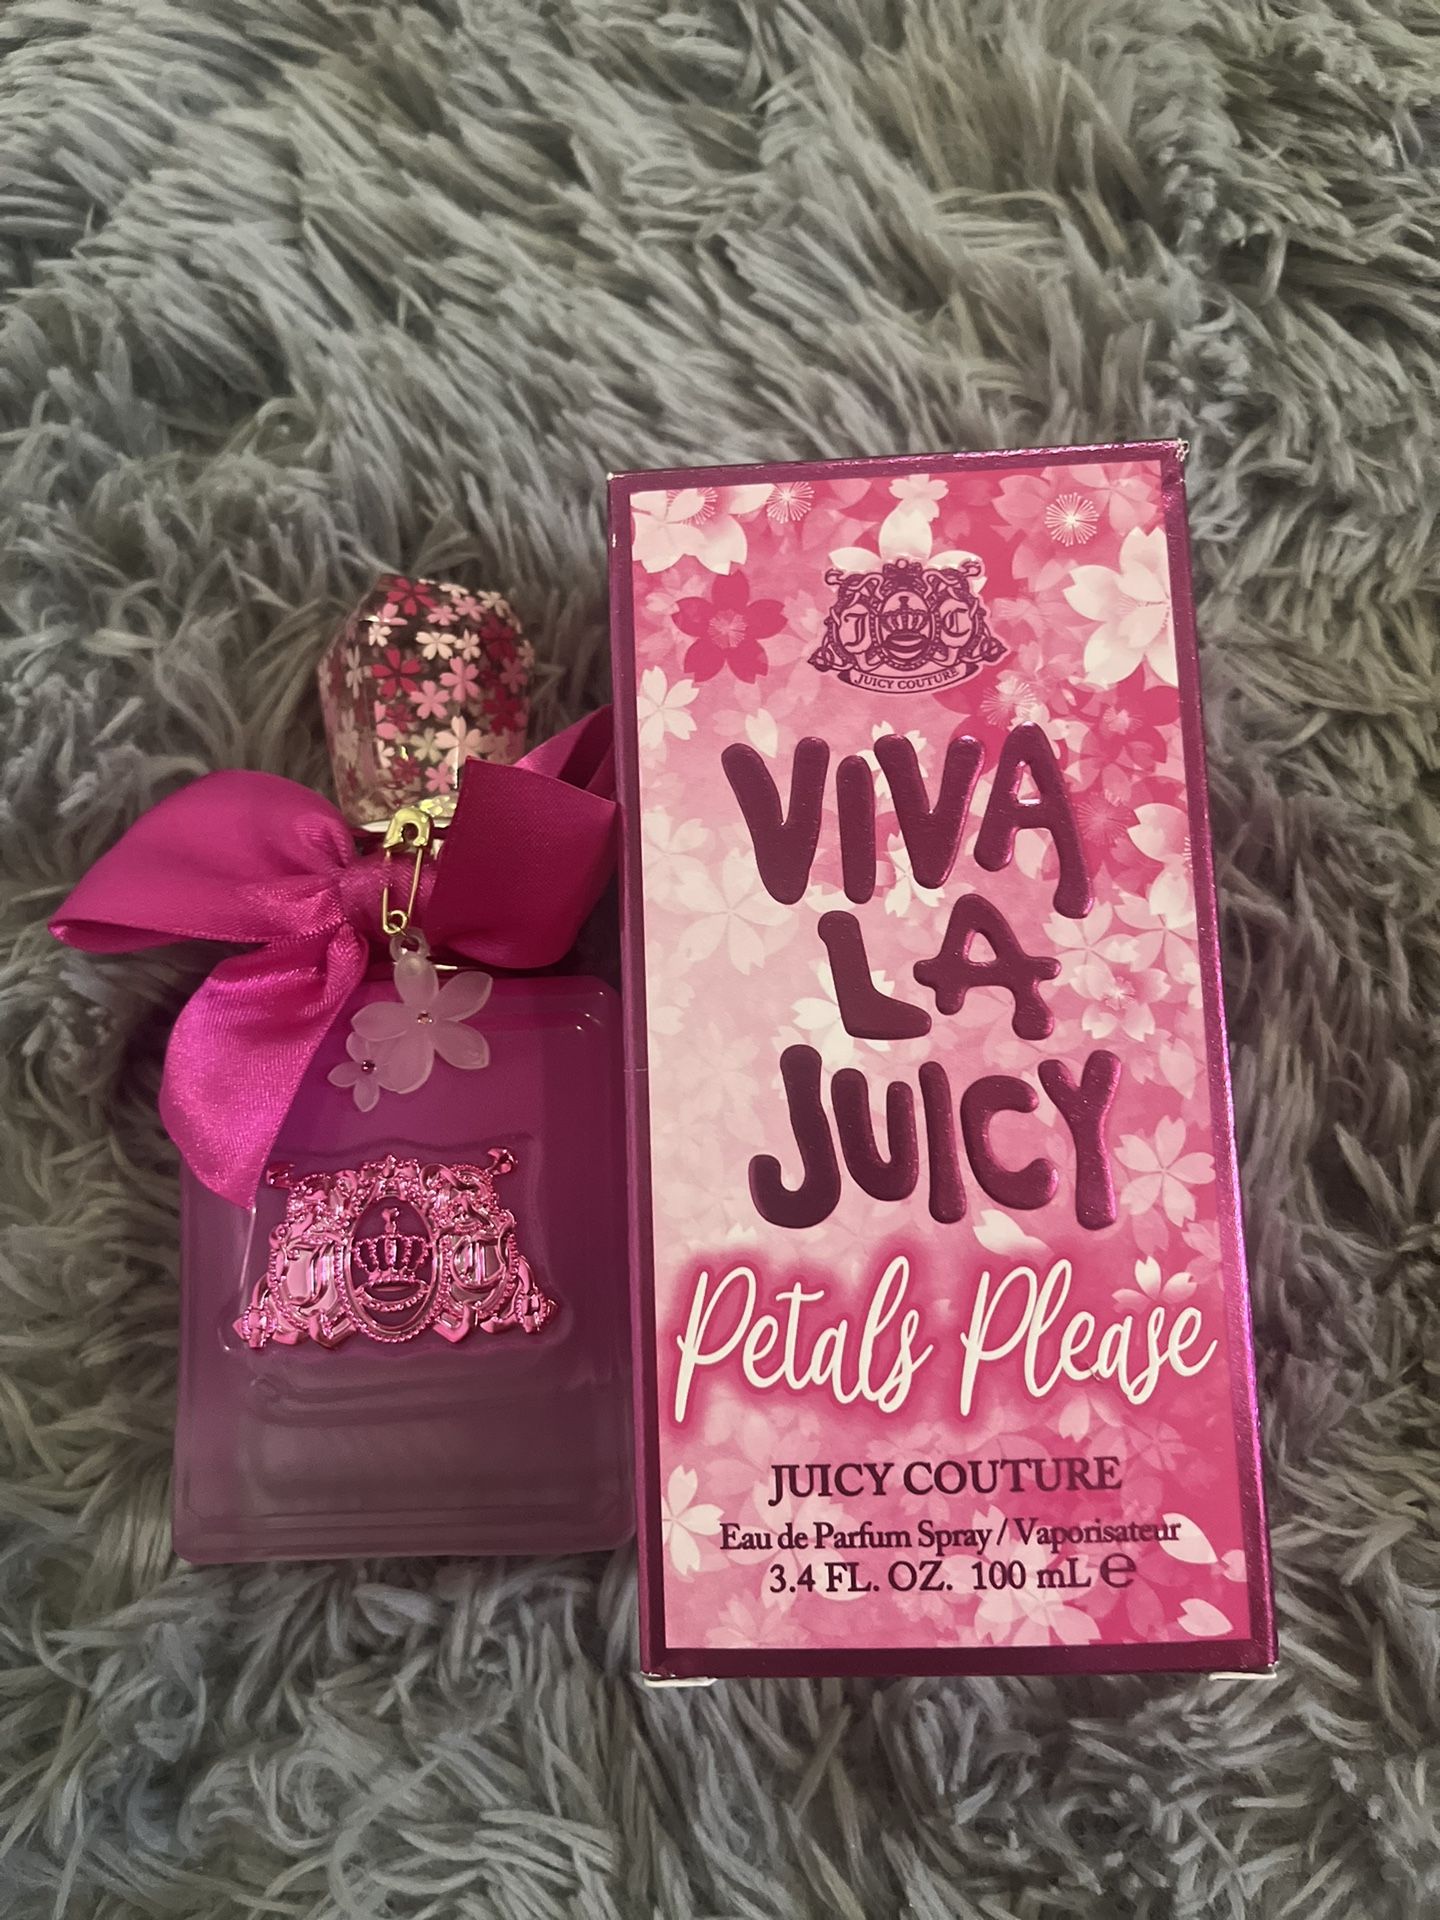 J C
JUICY COUTURE
VIVA
LA
JUICY
Petals Please
JUICY COUTURE
Eau de Parfum Spray / Vaporisateur
3.4 FL. OZ. 100 mL ℮
J C